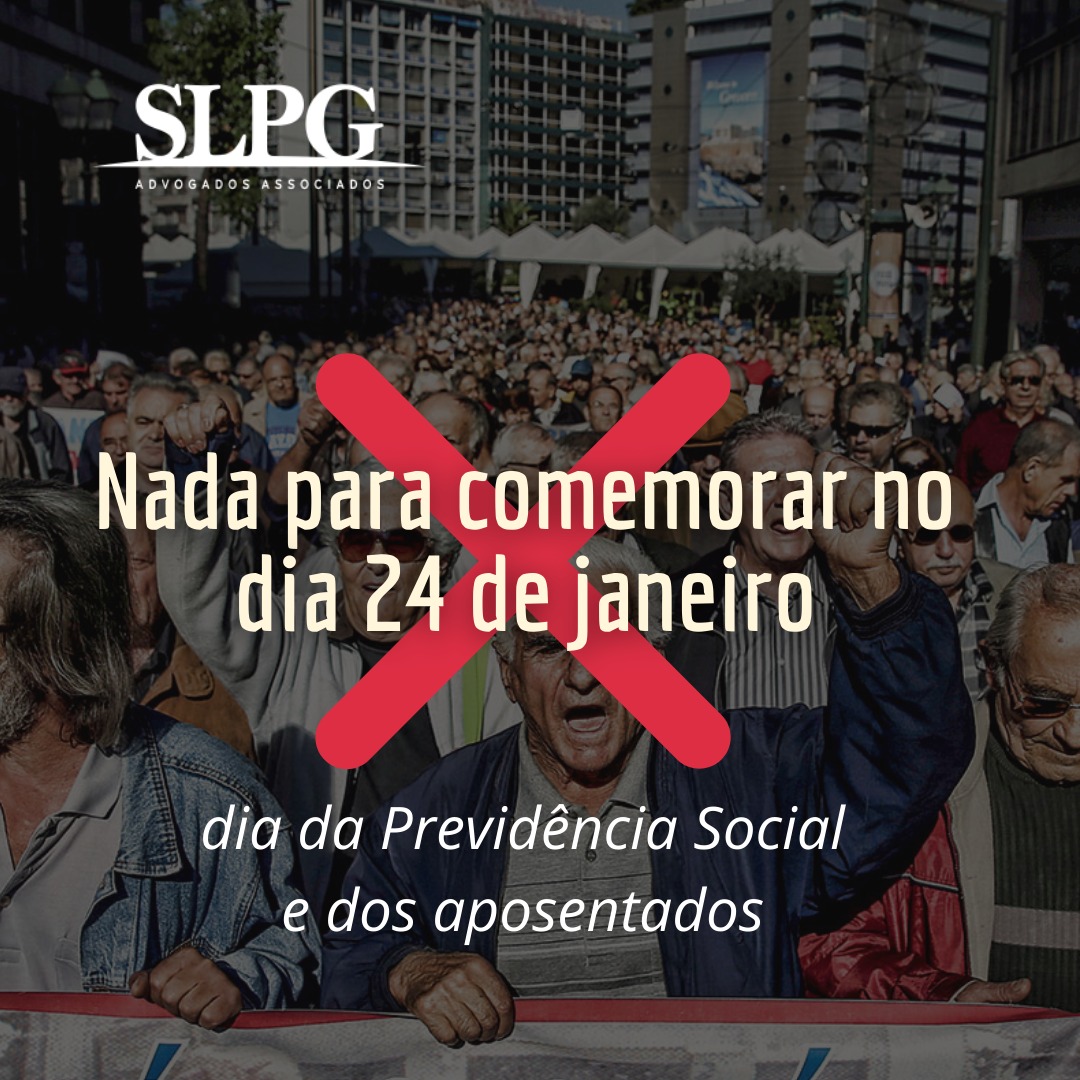 SLPG
ADVOGADOS ASSOCIADOS
Nada para comemorar no
dia 24 de janeiro
dia da Previdência Social
e dos aposentados